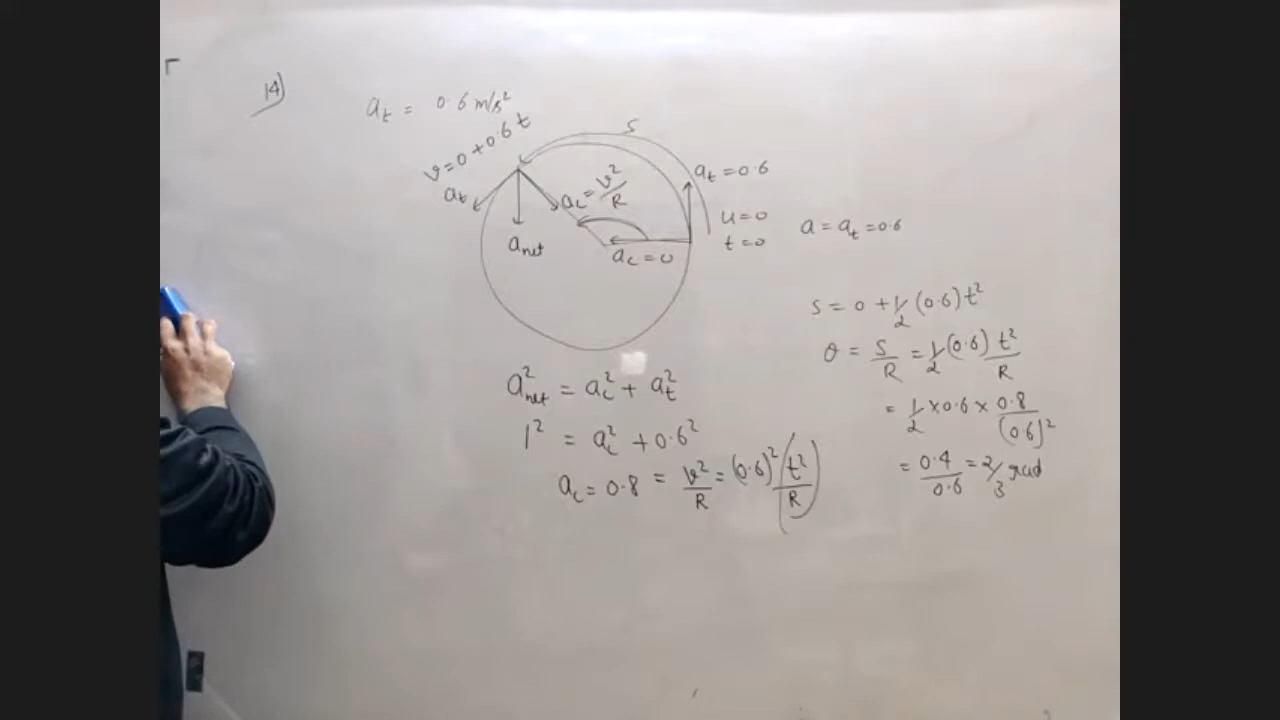 14)
a_t = 0.6 m/s²
v = 0 + 0.6 t
S
a_t = 0.6
a_t
a_c = v²/R
u = 0
t = 0
a = a_t = 0.6
a_net
a_c = 0
S = 0 + 1/2 (0.6) t²
θ = S/R = 1/2 (0.6) t²/R
= 1/2 × 0.6 × 0.8/(0.6)²
= 0.4/0.6 = 2/3 rad
a²_net = a_c² + a_t²
1² = a_c² + 0.6²
a_c = 0.8 = v²/R = (0.6)² (t²/R)